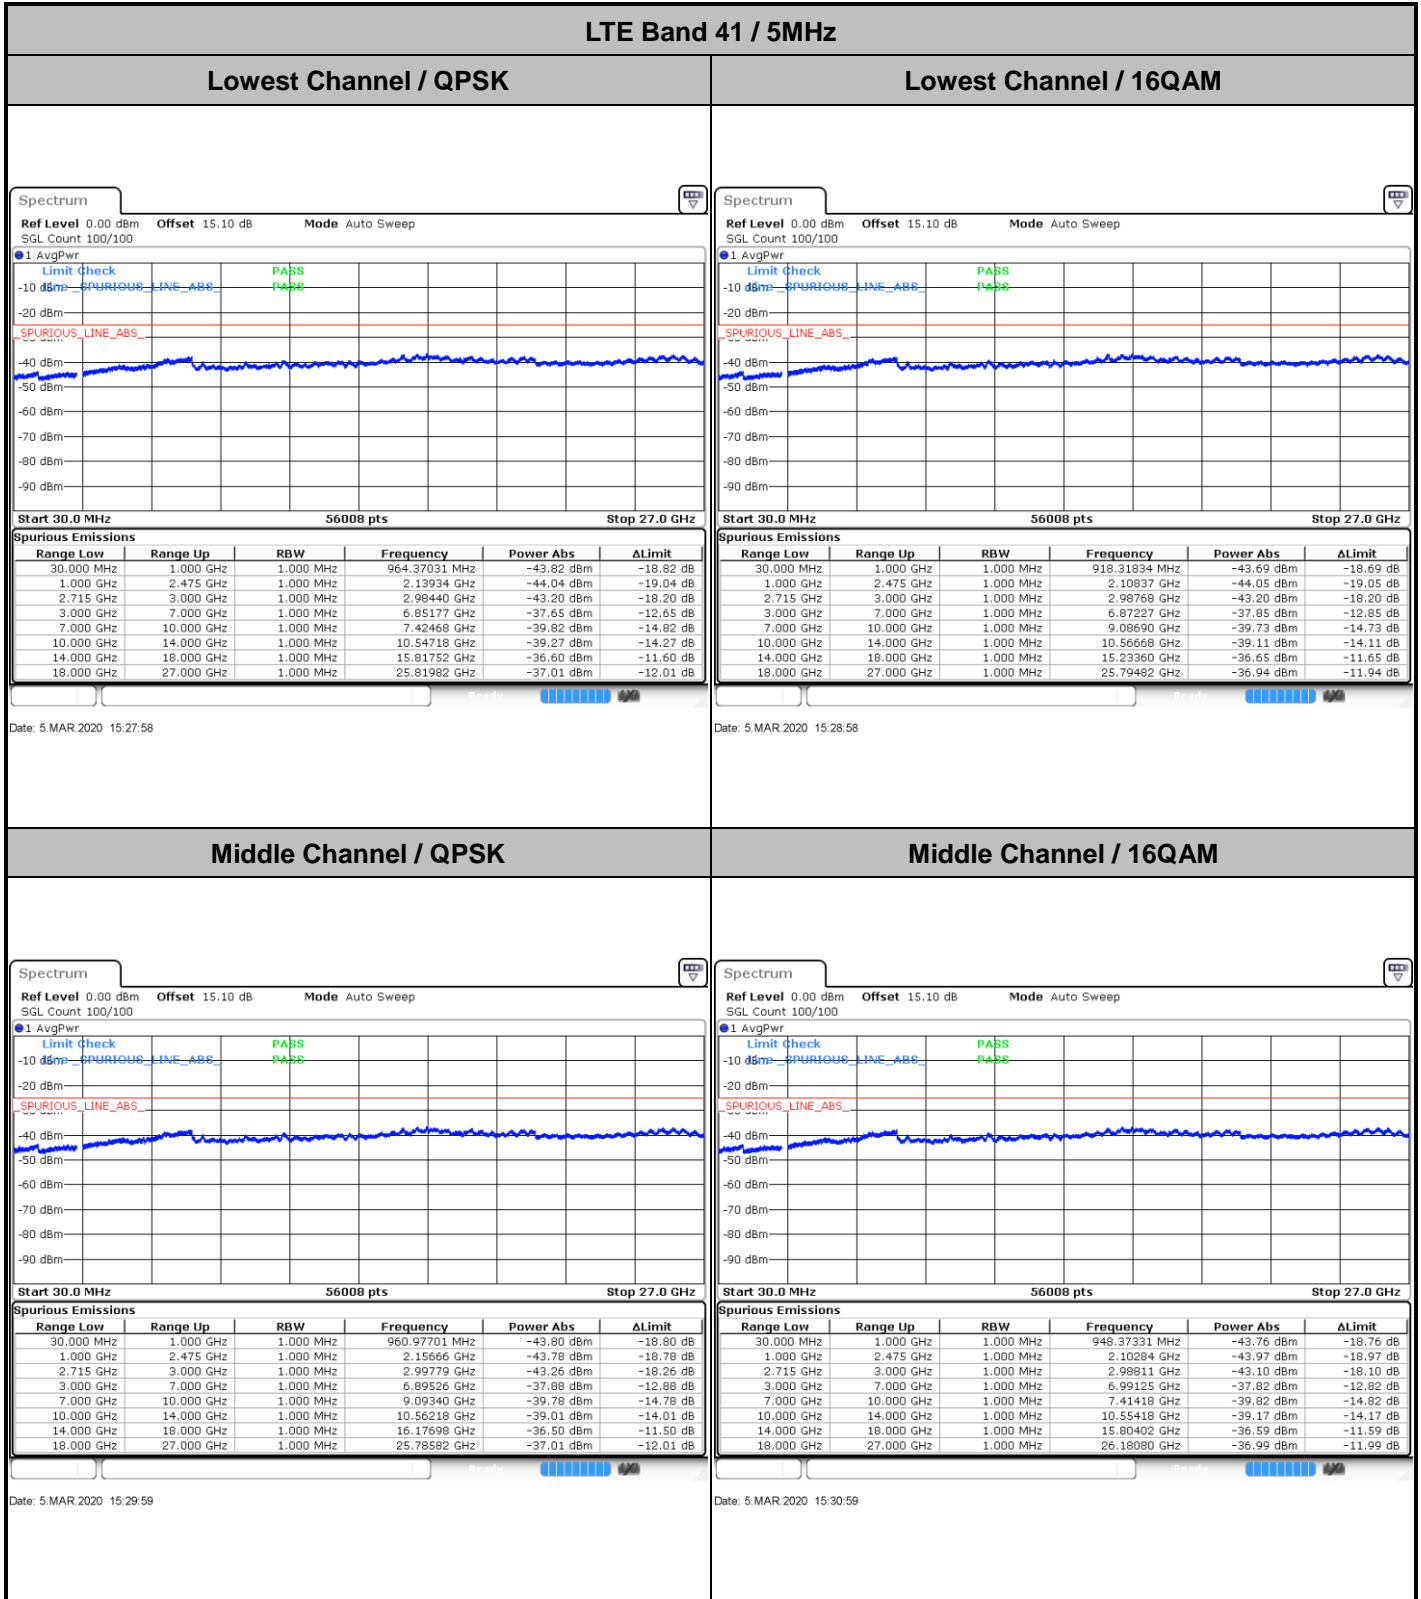 LTE Band 41 / 5MHz
Lowest Channel / QPSK
Lowest Channel / 16QAM
Spectrum
Ref Level 0.00 dBm Offset 15.10 dB Mode Auto Sweep
SGL Count 100/100
1 AvgPwr
Limit Check PASS
Line _SPURIOUS_LINE_ABS_ PASS
-10 dBm
-20 dBm
_SPURIOUS_LINE_ABS_
-40 dBm
-50 dBm
-60 dBm
-70 dBm
-80 dBm
-90 dBm
Start 30.0 MHz 56008 pts Stop 27.0 GHz
Spurious Emissions
Range Low Range Up RBW Frequency Power Abs ΔLimit
30.000 MHz 1.000 GHz 1.000 MHz 964.37031 MHz -43.82 dBm -18.82 dB
1.000 GHz 2.475 GHz 1.000 MHz 2.13934 GHz -44.04 dBm -19.04 dB
2.715 GHz 3.000 GHz 1.000 MHz 2.98440 GHz -43.20 dBm -18.20 dB
3.000 GHz 7.000 GHz 1.000 MHz 6.85177 GHz -37.65 dBm -12.65 dB
7.000 GHz 10.000 GHz 1.000 MHz 7.42468 GHz -39.82 dBm -14.82 dB
10.000 GHz 14.000 GHz 1.000 MHz 10.54718 GHz -39.27 dBm -14.27 dB
14.000 GHz 18.000 GHz 1.000 MHz 15.81752 GHz -36.60 dBm -11.60 dB
18.000 GHz 27.000 GHz 1.000 MHz 25.81982 GHz -37.01 dBm -12.01 dB
Ready
Date: 5.MAR.2020 15:27:58
Spectrum
Ref Level 0.00 dBm Offset 15.10 dB Mode Auto Sweep
SGL Count 100/100
1 AvgPwr
Limit Check PASS
Line _SPURIOUS_LINE_ABS_ PASS
-10 dBm
-20 dBm
_SPURIOUS_LINE_ABS_
-40 dBm
-50 dBm
-60 dBm
-70 dBm
-80 dBm
-90 dBm
Start 30.0 MHz 56008 pts Stop 27.0 GHz
Spurious Emissions
Range Low Range Up RBW Frequency Power Abs ΔLimit
30.000 MHz 1.000 GHz 1.000 MHz 918.31834 MHz -43.69 dBm -18.69 dB
1.000 GHz 2.475 GHz 1.000 MHz 2.10837 GHz -44.05 dBm -19.05 dB
2.715 GHz 3.000 GHz 1.000 MHz 2.98768 GHz -43.20 dBm -18.20 dB
3.000 GHz 7.000 GHz 1.000 MHz 6.87227 GHz -37.85 dBm -12.85 dB
7.000 GHz 10.000 GHz 1.000 MHz 9.08690 GHz -39.73 dBm -14.73 dB
10.000 GHz 14.000 GHz 1.000 MHz 10.56668 GHz -39.11 dBm -14.11 dB
14.000 GHz 18.000 GHz 1.000 MHz 15.23360 GHz -36.65 dBm -11.65 dB
18.000 GHz 27.000 GHz 1.000 MHz 25.79482 GHz -36.94 dBm -11.94 dB
Ready
Date: 5.MAR.2020 15:28:58
Middle Channel / QPSK
Middle Channel / 16QAM
Spectrum
Ref Level 0.00 dBm Offset 15.10 dB Mode Auto Sweep
SGL Count 100/100
1 AvgPwr
Limit Check PASS
Line _SPURIOUS_LINE_ABS_ PASS
-10 dBm
-20 dBm
_SPURIOUS_LINE_ABS_
-40 dBm
-50 dBm
-60 dBm
-70 dBm
-80 dBm
-90 dBm
Start 30.0 MHz 56008 pts Stop 27.0 GHz
Spurious Emissions
Range Low Range Up RBW Frequency Power Abs ΔLimit
30.000 MHz 1.000 GHz 1.000 MHz 960.97701 MHz -43.80 dBm -18.80 dB
1.000 GHz 2.475 GHz 1.000 MHz 2.15666 GHz -43.78 dBm -18.78 dB
2.715 GHz 3.000 GHz 1.000 MHz 2.99779 GHz -43.26 dBm -18.26 dB
3.000 GHz 7.000 GHz 1.000 MHz 6.89526 GHz -37.88 dBm -12.88 dB
7.000 GHz 10.000 GHz 1.000 MHz 9.09340 GHz -39.78 dBm -14.78 dB
10.000 GHz 14.000 GHz 1.000 MHz 10.56218 GHz -39.01 dBm -14.01 dB
14.000 GHz 18.000 GHz 1.000 MHz 16.17698 GHz -36.50 dBm -11.50 dB
18.000 GHz 27.000 GHz 1.000 MHz 25.78582 GHz -37.01 dBm -12.01 dB
Ready
Date: 5.MAR.2020 15:29:59
Spectrum
Ref Level 0.00 dBm Offset 15.10 dB Mode Auto Sweep
SGL Count 100/100
1 AvgPwr
Limit Check PASS
Line _SPURIOUS_LINE_ABS_ PASS
-10 dBm
-20 dBm
_SPURIOUS_LINE_ABS_
-40 dBm
-50 dBm
-60 dBm
-70 dBm
-80 dBm
-90 dBm
Start 30.0 MHz 56008 pts Stop 27.0 GHz
Spurious Emissions
Range Low Range Up RBW Frequency Power Abs ΔLimit
30.000 MHz 1.000 GHz 1.000 MHz 948.37331 MHz -43.76 dBm -18.76 dB
1.000 GHz 2.475 GHz 1.000 MHz 2.10284 GHz -43.97 dBm -18.97 dB
2.715 GHz 3.000 GHz 1.000 MHz 2.98811 GHz -43.10 dBm -18.10 dB
3.000 GHz 7.000 GHz 1.000 MHz 6.99125 GHz -37.82 dBm -12.82 dB
7.000 GHz 10.000 GHz 1.000 MHz 7.41418 GHz -39.82 dBm -14.82 dB
10.000 GHz 14.000 GHz 1.000 MHz 10.55418 GHz -39.17 dBm -14.17 dB
14.000 GHz 18.000 GHz 1.000 MHz 15.80402 GHz -36.59 dBm -11.59 dB
18.000 GHz 27.000 GHz 1.000 MHz 26.18080 GHz -36.99 dBm -11.99 dB
Ready
Date: 5.MAR.2020 15:30:59